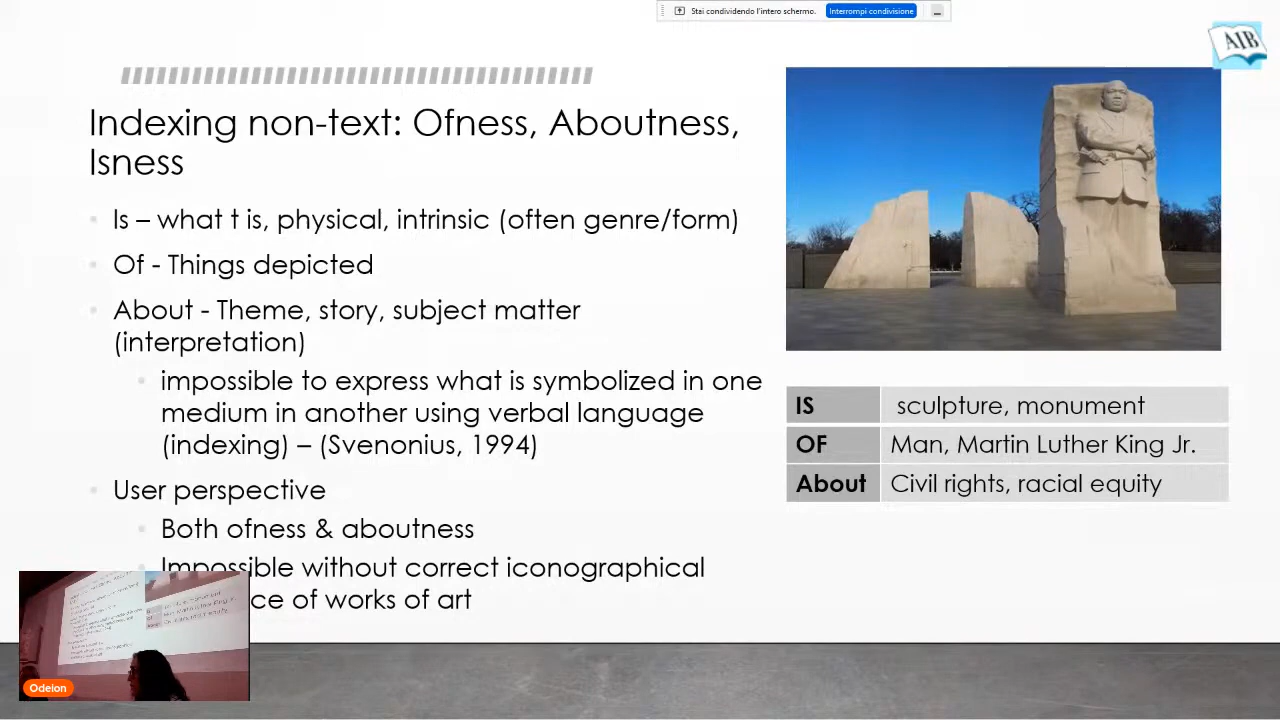 Stai condividendo l'intero schermo.
Interrompi condivisione
AIB
Indexing non-text: Ofness, Aboutness,
Isness
Is – what t is, physical, intrinsic (often genre/form)
Of - Things depicted
About - Theme, story, subject matter
(interpretation)
impossible to express what is symbolized in one
medium in another using verbal language
(indexing) – (Svenonius, 1994)
User perspective
Both ofness & aboutness
Impossible without correct iconographical
ce of works of art
IS sculpture, monument
OF Man, Martin Luther King Jr.
About Civil rights, racial equity
Odeion